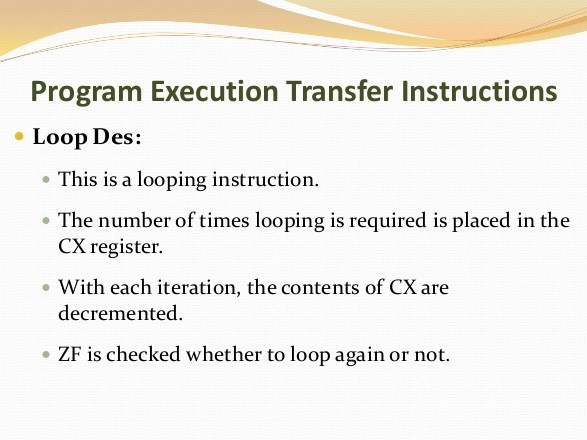 Program Execution Transfer Instructions
• Loop Des:
• This is a looping instruction.
• The number of times looping is required is placed in the
CX register.
• With each iteration, the contents of CX are
decremented.
• ZF is checked whether to loop again or not.